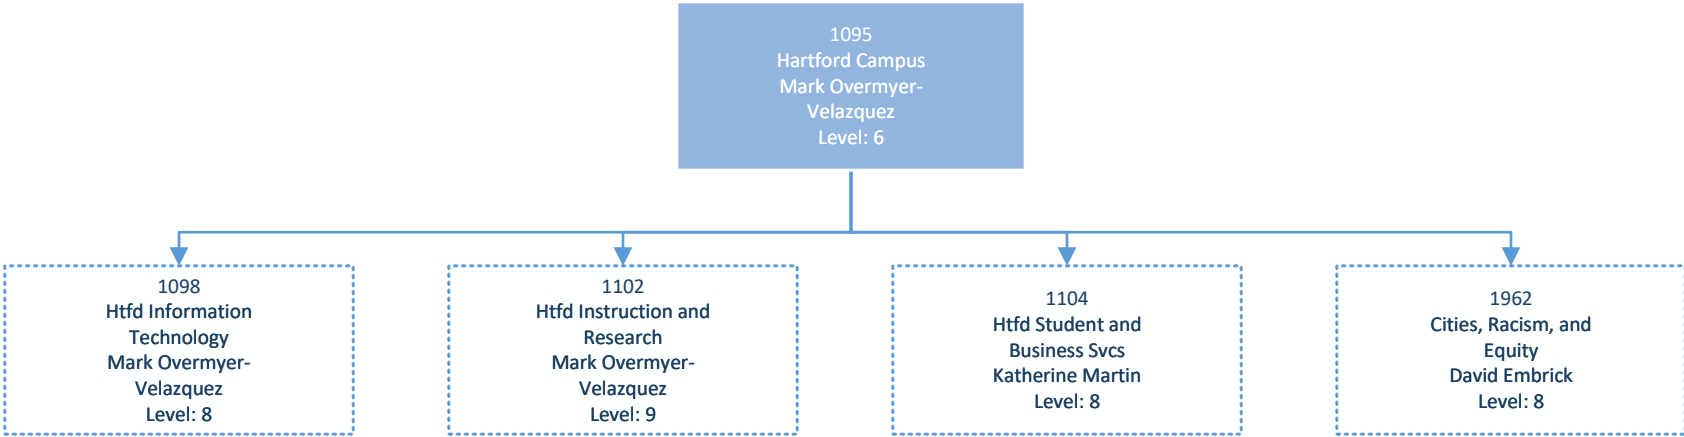 1095
Hartford Campus
Mark Overmyer-
Velazquez
Level: 6
1098
Htfd Information
Technology
Mark Overmyer-
Velazquez
Level: 8
1102
Htfd Instruction and
Research
Mark Overmyer-
Velazquez
Level: 9
1104
Htfd Student and
Business Svcs
Katherine Martin
Level: 8
1962
Cities, Racism, and
Equity
David Embrick
Level: 8